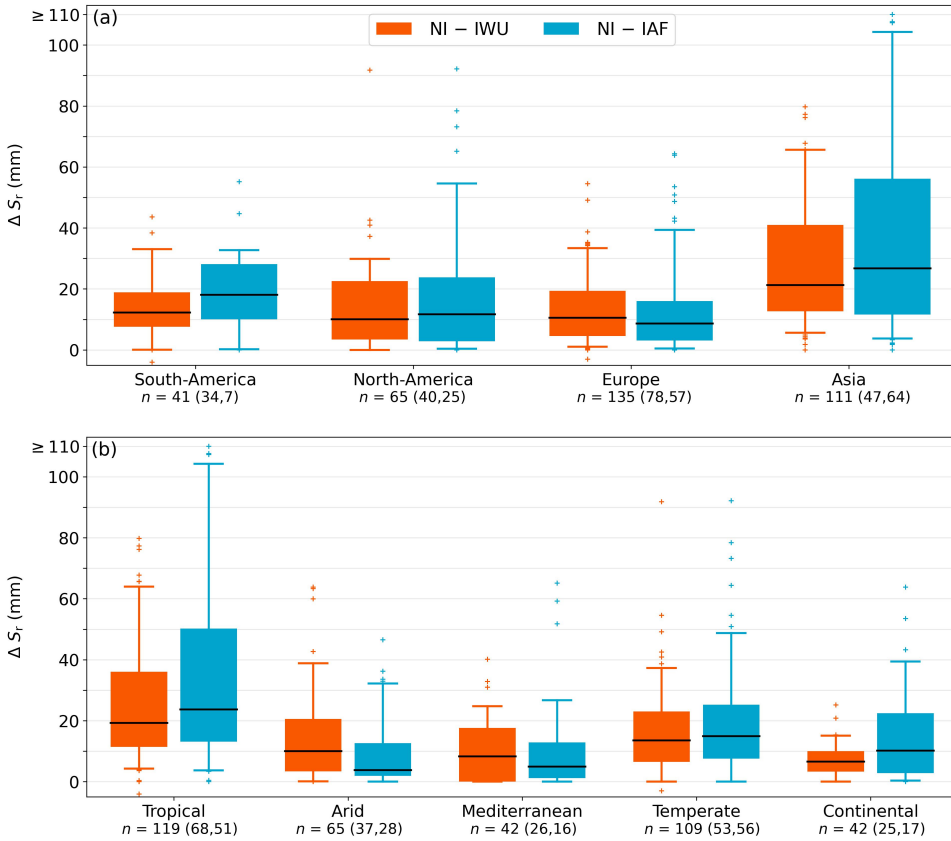 ≥ 110 (a)
NI − IWU NI − IAF
100
80
60
40
20
0
Δ Sr (mm)
South-America North-America Europe Asia
n = 41 (34,7) n = 65 (40,25) n = 135 (78,57) n = 111 (47,64)
≥ 110 (b)
100
80
60
40
20
0
Δ Sr (mm)
Tropical Arid Mediterranean Temperate Continental
n = 119 (68,51) n = 65 (37,28) n = 42 (26,16) n = 109 (53,56) n = 42 (25,17)